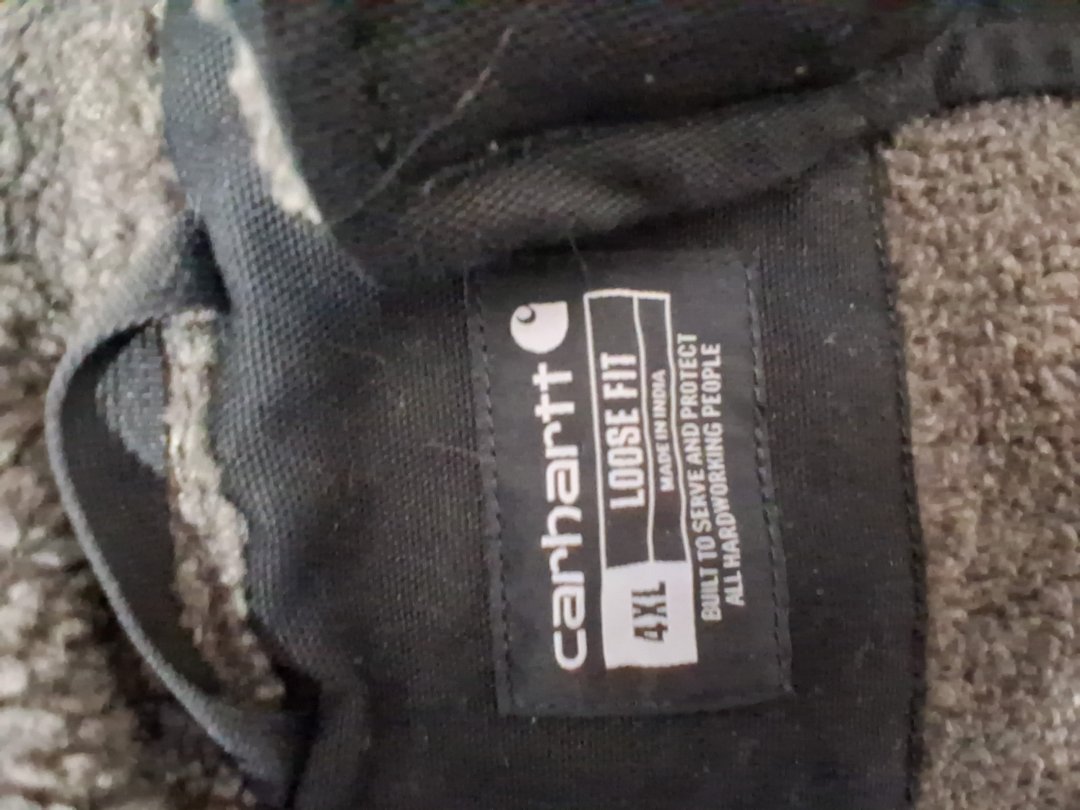 carhartt
LOOSE FIT
4XL
MADE IN INDIA
BUILT TO SERVE AND PROTECT
ALL HARDWORKING PEOPLE